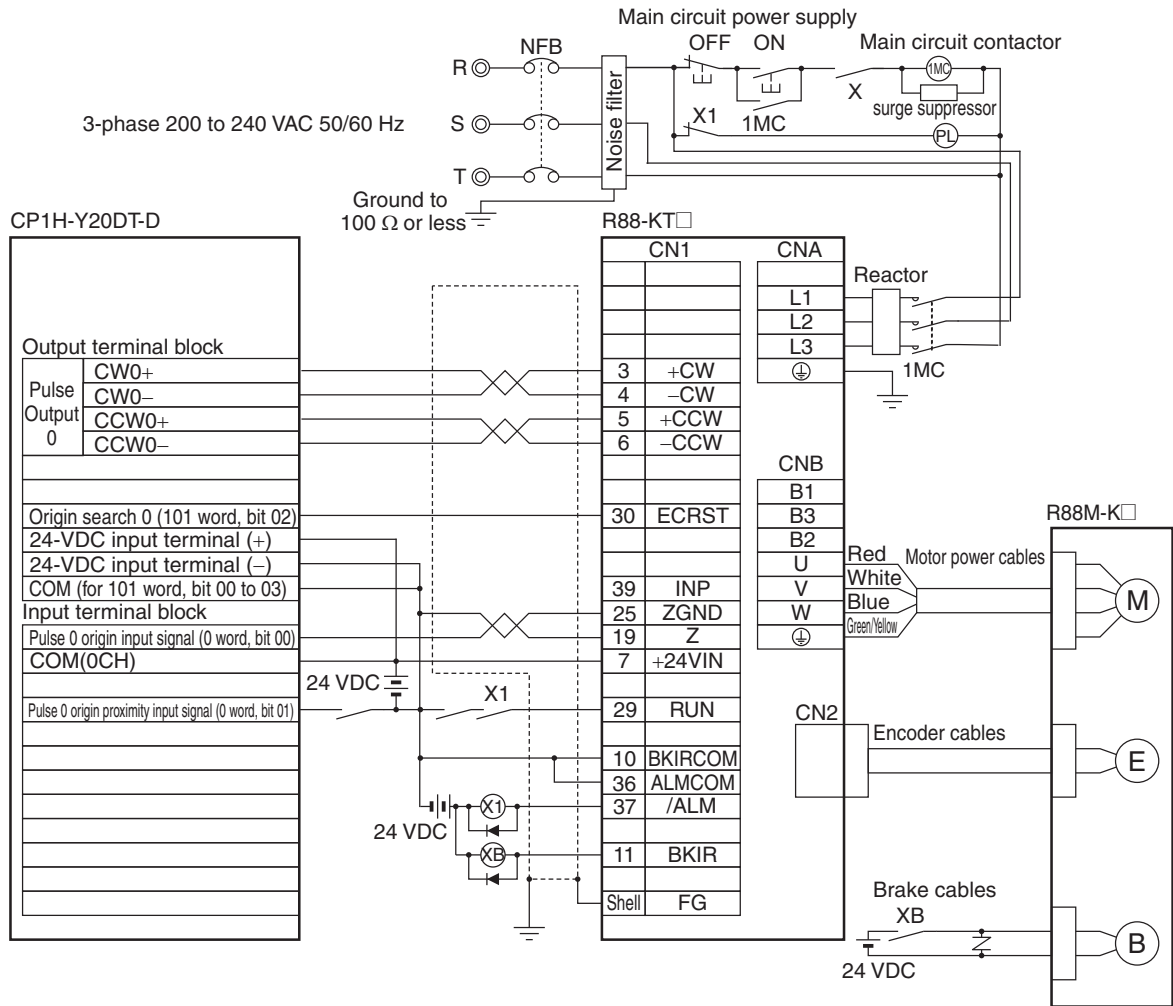 Main circuit power supply
OFF ON Main circuit contactor
NFB
R
1MC
X
surge suppressor
Noise filter
3-phase 200 to 240 VAC 50/60 Hz
S
X1
1MC
PL
T
Ground to
100 Ω or less
CP1H-Y20DT-D
R88-KT□
CN1
CNA
Reactor
L1
L2
L3
1MC
Output terminal block
Pulse
Output
0
CW0+
CW0−
CCW0+
CCW0−
3 +CW
4 −CW
5 +CCW
6 −CCW
CNB
B1
B3
B2
U
V
W
Origin search 0 (101 word, bit 02)
30 ECRST
24-VDC input terminal (+)
24-VDC input terminal (−)
COM (for 101 word, bit 00 to 03)
39 INP
Input terminal block
25 ZGND
Pulse 0 origin input signal (0 word, bit 00)
19 Z
COM(0CH)
7 +24VIN
24 VDC
X1
Pulse 0 origin proximity input signal (0 word, bit 01)
29 RUN
10 BKIRCOM
36 ALMCOM
X1
37 /ALM
24 VDC
XB
11 BKIR
Shell FG
R88M-K□
Red
White
Blue
Green/Yellow
Motor power cables
M
CN2
Encoder cables
E
Brake cables
XB
24 VDC
B